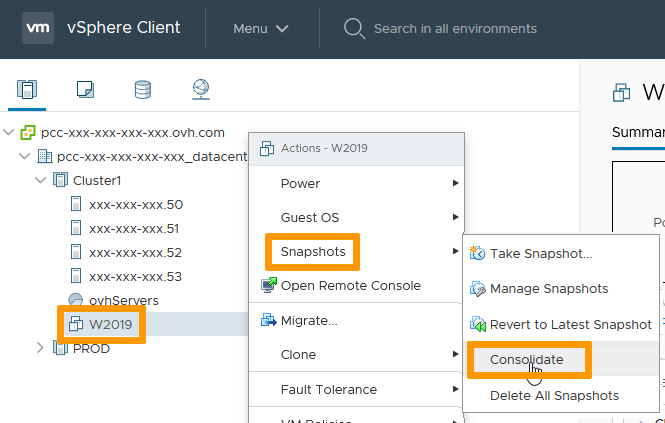 vm vSphere Client Menu Search in all environments
pcc-xxx-xxx-xxx-xxx.ovh.com
pcc-xxx-xxx-xxx-xxx_datacent
Cluster1
xxx-xxx-xxx.50
xxx-xxx-xxx.51
xxx-xxx-xxx.52
xxx-xxx-xxx.53
ovhServers
W2019
PROD
Actions - W2019
Power
Guest OS
Snapshots
Open Remote Console
Migrate...
Clone
Fault Tolerance
VM Policies
Take Snapshot...
Manage Snapshots
Revert to Latest Snapshot
Consolidate
Delete All Snapshots
W
Summar
Po